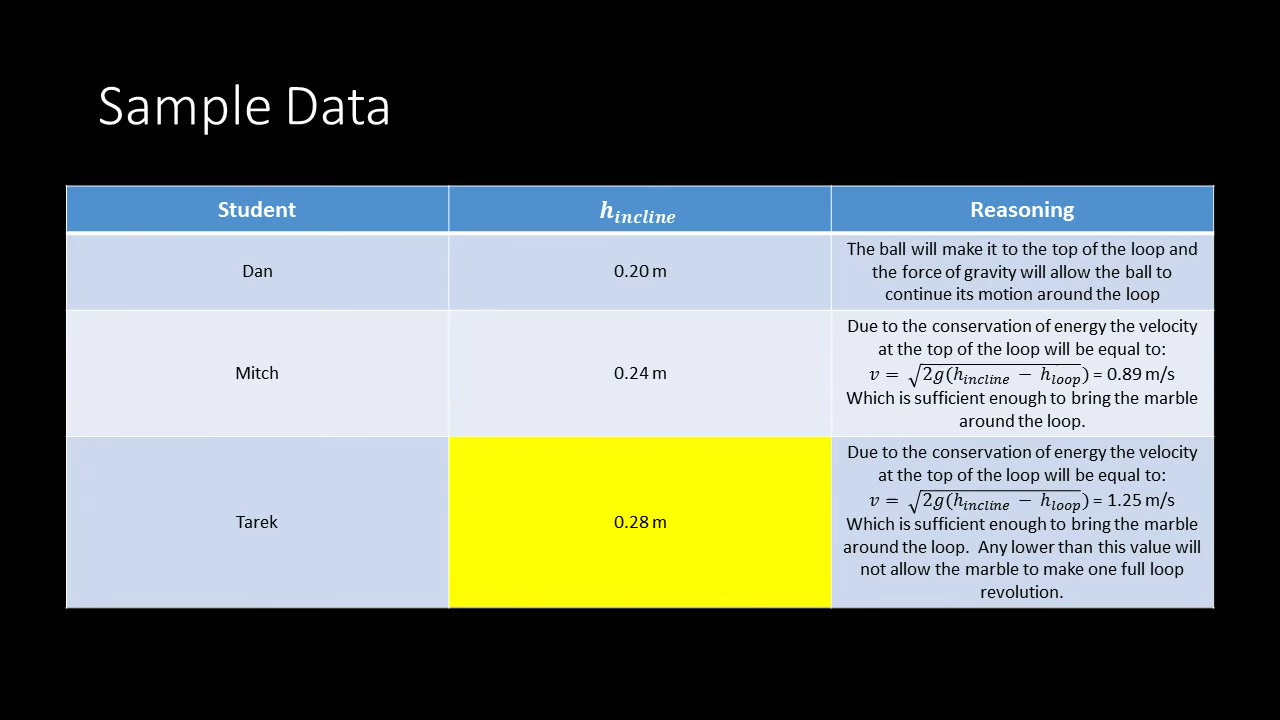 Sample Data
Student
h_incline
Reasoning
Dan
0.20 m
The ball will make it to the top of the loop and
the force of gravity will allow the ball to
continue its motion around the loop
Mitch
0.24 m
Due to the conservation of energy the velocity
at the top of the loop will be equal to:
v = √2g(h_incline − h_loop) = 0.89 m/s
Which is sufficient enough to bring the marble
around the loop.
Tarek
0.28 m
Due to the conservation of energy the velocity
at the top of the loop will be equal to:
v = √2g(h_incline − h_loop) = 1.25 m/s
Which is sufficient enough to bring the marble
around the loop. Any lower than this value will
not allow the marble to make one full loop
revolution.